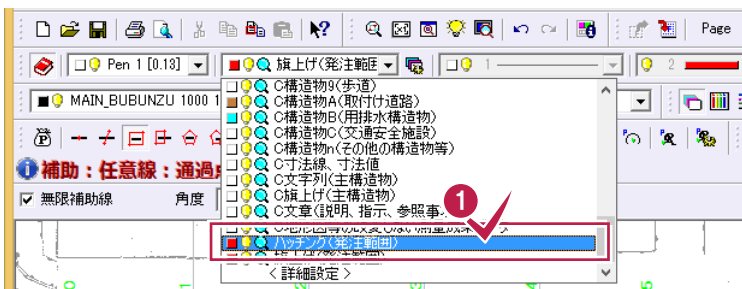 Page
Pen 1 [0.13] 旗上げ(発注範囲 1 2
MAIN_BUBUNZU 1000 1
C構造物9(歩道)
C構造物A(取付け道路)
C構造物B(用排水構造物)
C構造物C(交通安全施設)
C構造物n(その他の構造物等)
C寸法線、寸法値
C文字列(主構造物)
C旗上げ(主構造物)
C文章(説明、指示、参照事
補助:任意線:通過点
無限補助線 角度
1
ハッチング(発注範囲)
<詳細設定>